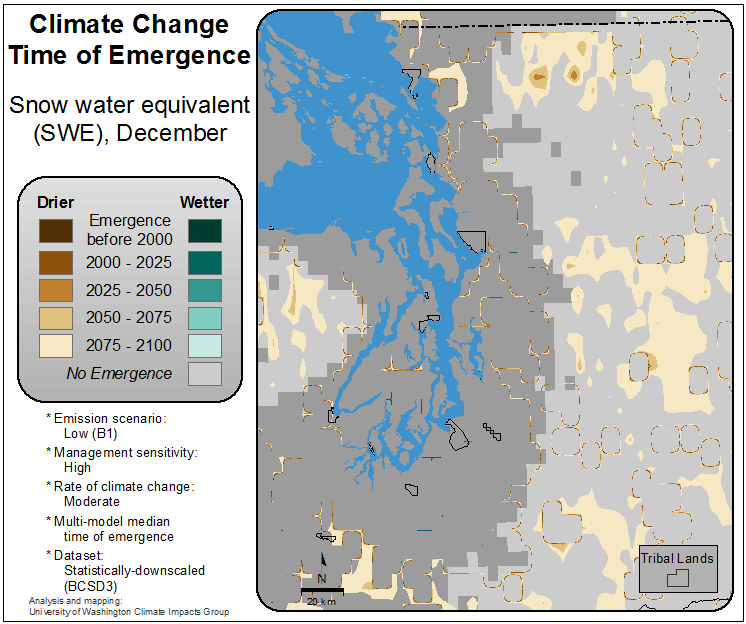 Climate Change
Time of Emergence
Snow water equivalent
(SWE), December
Drier
Wetter
Emergence
before 2000
2000 - 2025
2025 - 2050
2050 - 2075
2075 - 2100
No Emergence
* Emission scenario:
Low (B1)
* Management sensitivity:
High
* Rate of climate change:
Moderate
* Multi-model median
time of emergence
* Dataset:
Statistically-downscaled
(BCSD3)
Analysis and mapping:
University of Washington Climate Impacts Group
N
20 km
Tribal Lands